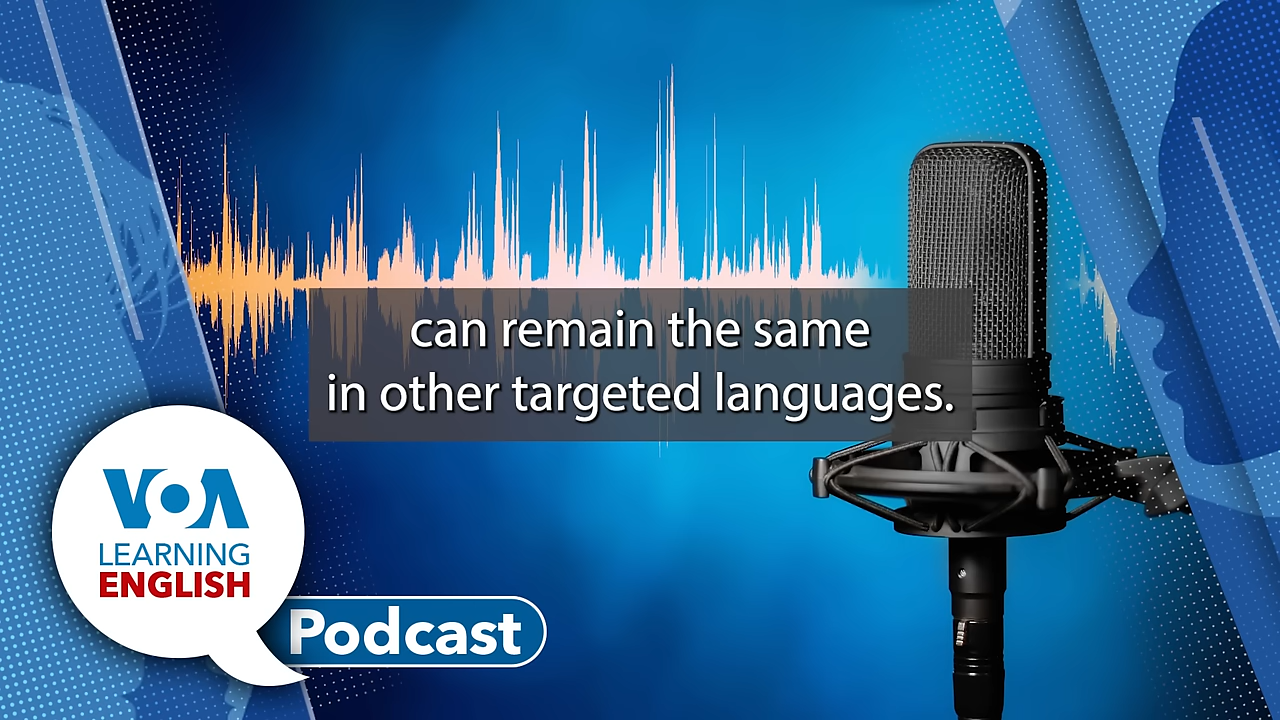 can remain the same
in other targeted languages.
VOA
LEARNING
ENGLISH
Podcast